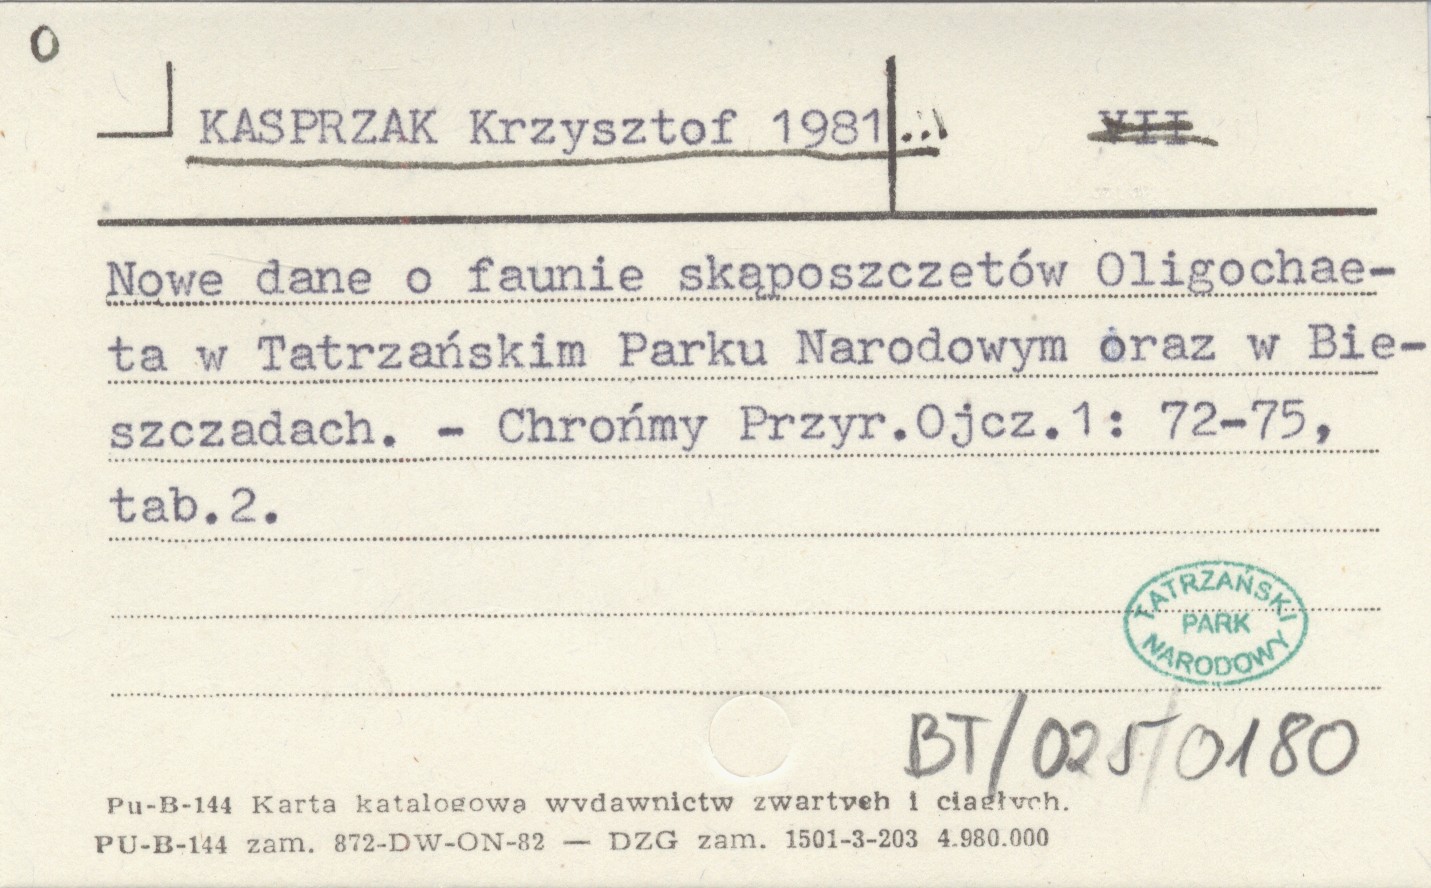 0
KASPRZAK Krzysztof 1981 ... VII
Nowe dane o faunie skąposzczetów Oligochae-
ta w Tatrzańskim Parku Narodowym oraz w Bie-
szczadach. - Chrońmy Przyr.Ojcz.1: 72-75,
tab.2.
TATRZAŃSKI
PARK
NARODOWY
BT/025/0180
Pu-B-144 Karta katalogowa wydawnictw zwartych i ciągłych.
PU-B-144 zam. 872-DW-ON-82 — DZG zam. 1501-3-203 4.980.000